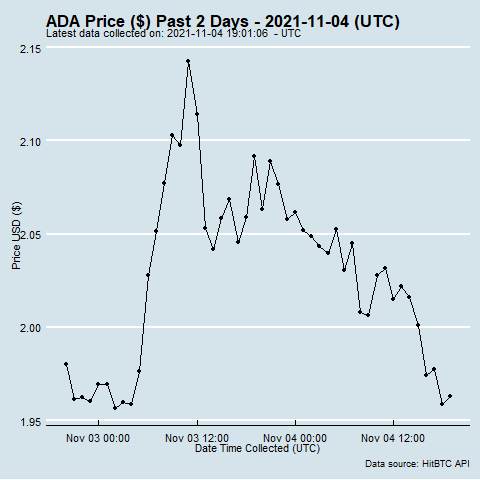 ADA Price ($) Past 2 Days - 2021-11-04 (UTC)
Latest data collected on: 2021-11-04 19:01:06  - UTC
2.15
2.10
2.05
2.00
1.95
Price USD ($)
Nov 03 00:00 Nov 03 12:00 Nov 04 00:00 Nov 04 12:00
Date Time Collected (UTC)
Data source: HitBTC API